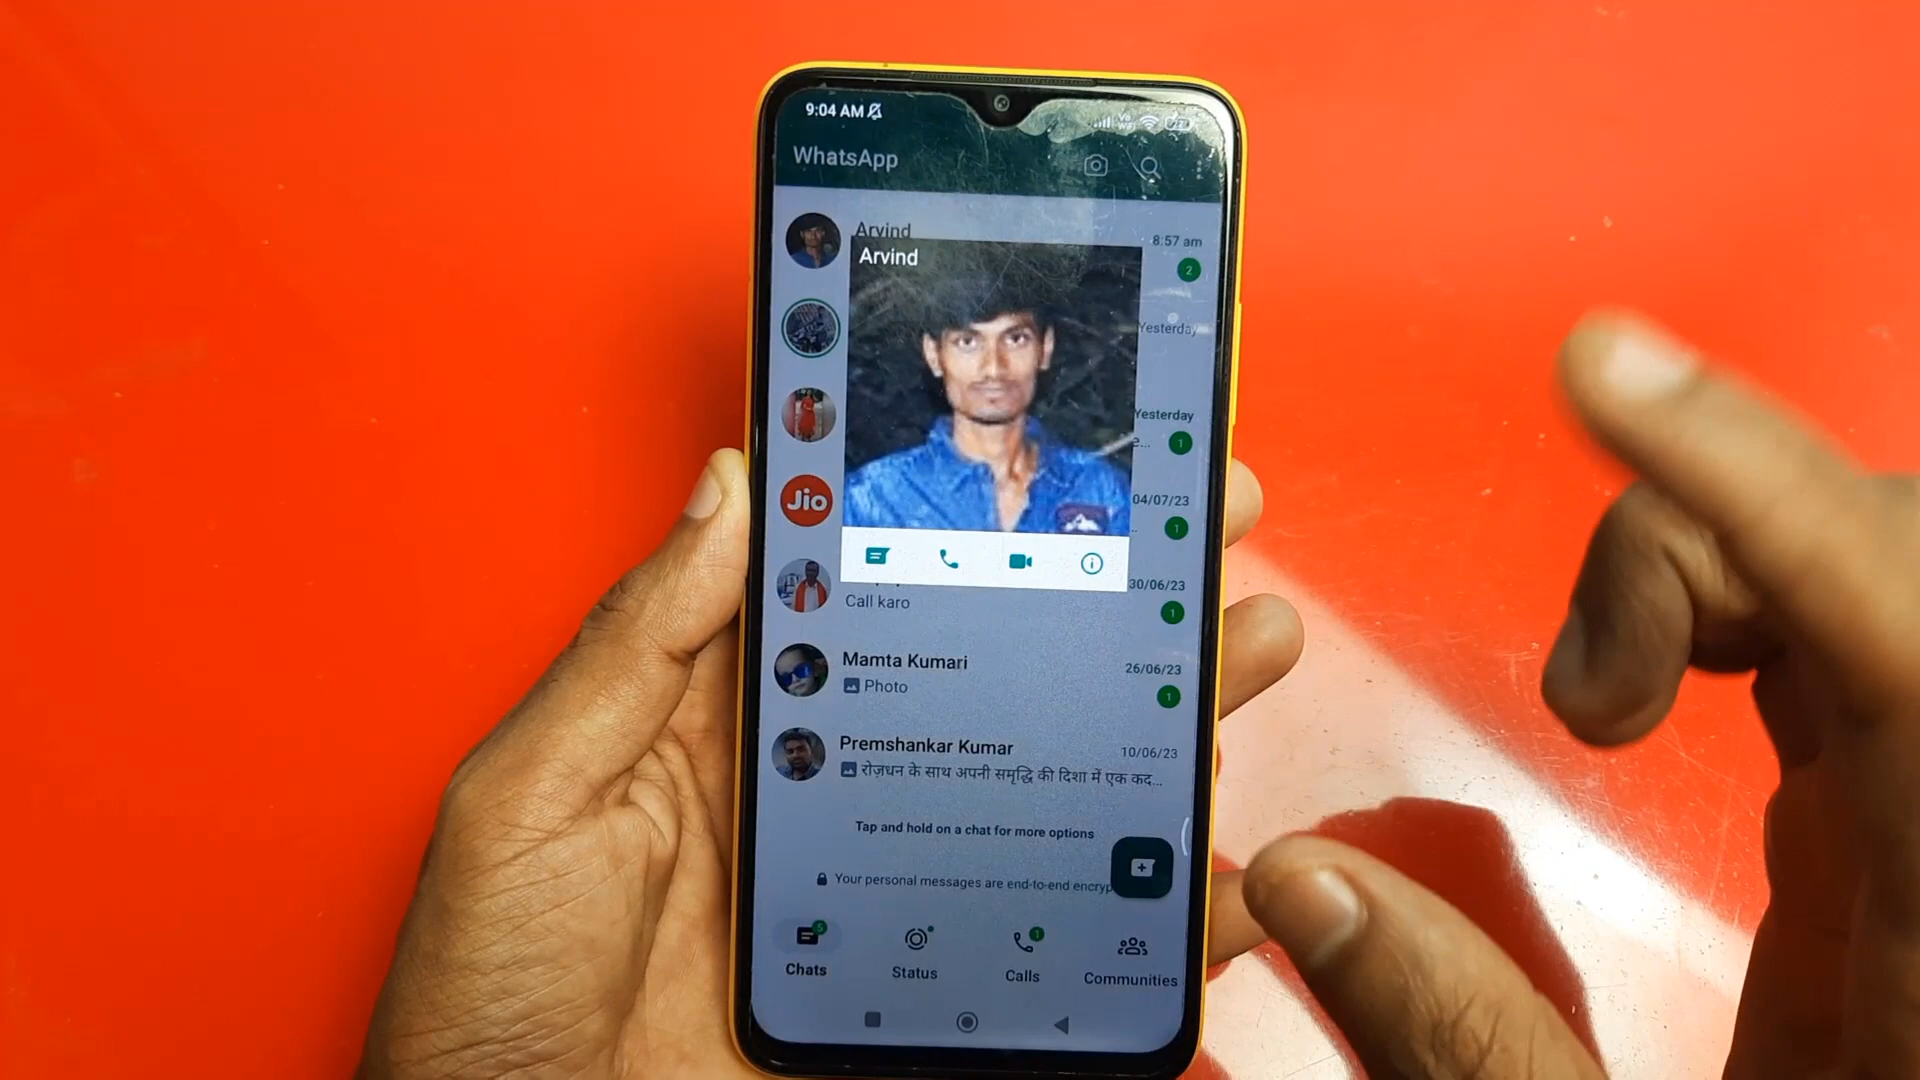 9:04 AM
WhatsApp
Arvind
8:57 am
Arvind
2
Yesterday
Yesterday
e...
1
Jio
04/07/23
1
30/06/23
Call karo
1
Mamta Kumari
26/06/23
Photo
1
Premshankar Kumar
10/06/23
रोज़धन के साथ अपनी समृद्धि की दिशा में एक कद...
Tap and hold on a chat for more options
Your personal messages are end-to-end encryp
5
1
Chats
Status
Calls
Communities